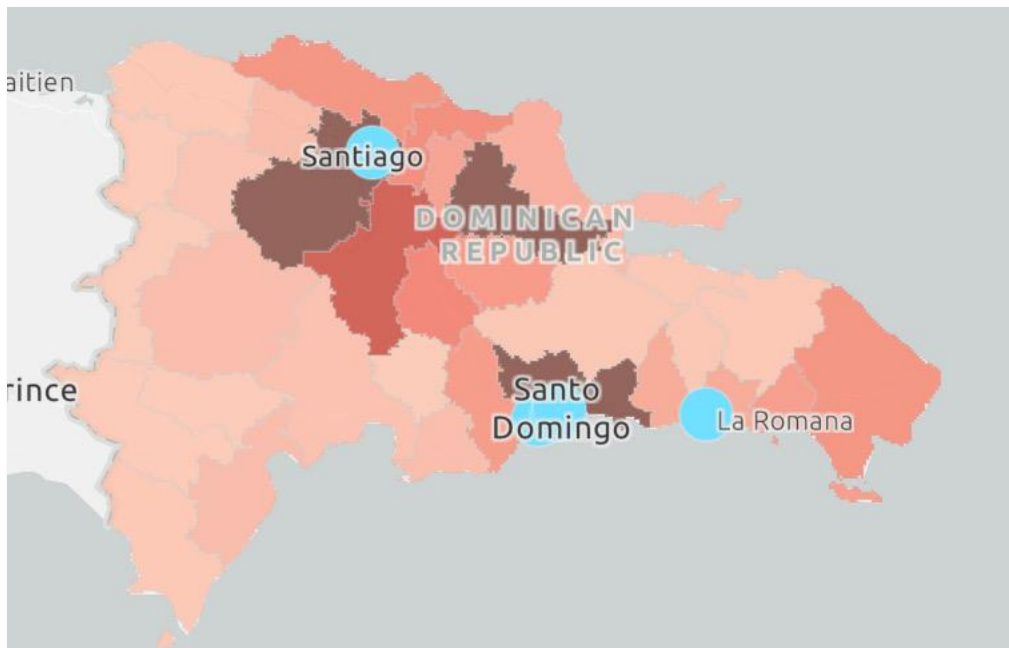 aitien
Santiago
DOMINICAN
REPUBLIC
rince
Santo
Domingo
La Romana